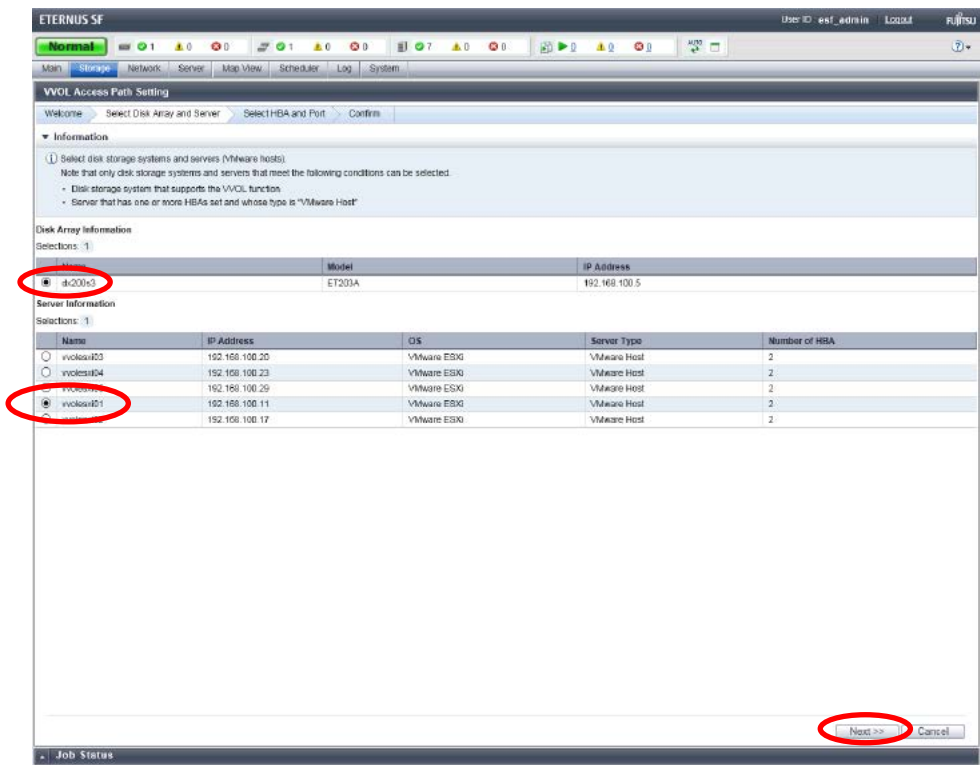 ETERNUS SF User ID: esf_admin Logout FUJITSU
Normal 1 0 0 1 0 0 7 0 0 0 0 0 AUTO
Main Storage Network Server Map View Scheduler Log System
VVOL Access Path Setting
Welcome Select Disk Array and Server Select HBA and Port Confirm
Information
Select disk storage systems and servers (VMware hosts).
Note that only disk storage systems and servers that meet the following conditions can be selected.
• Disk storage system that supports the VVOL function
• Server that has one or more HBAs set and whose type is "VMware Host"
Disk Array Information
Selections: 1
Name Model IP Address
dx200s3 ET203A 192.168.100.5
Server Information
Selections: 1
Name IP Address OS Server Type Number of HBA
vvolesxi03 192.168.100.20 VMware ESXi VMware Host 2
vvolesxi04 192.168.100.23 VMware ESXi VMware Host 2
192.168.100.29 VMware ESXi VMware Host 2
vvolesxi01 192.168.100.11 VMware ESXi VMware Host 2
192.168.100.17 VMware ESXi VMware Host 2
Next >> Cancel
Job Status